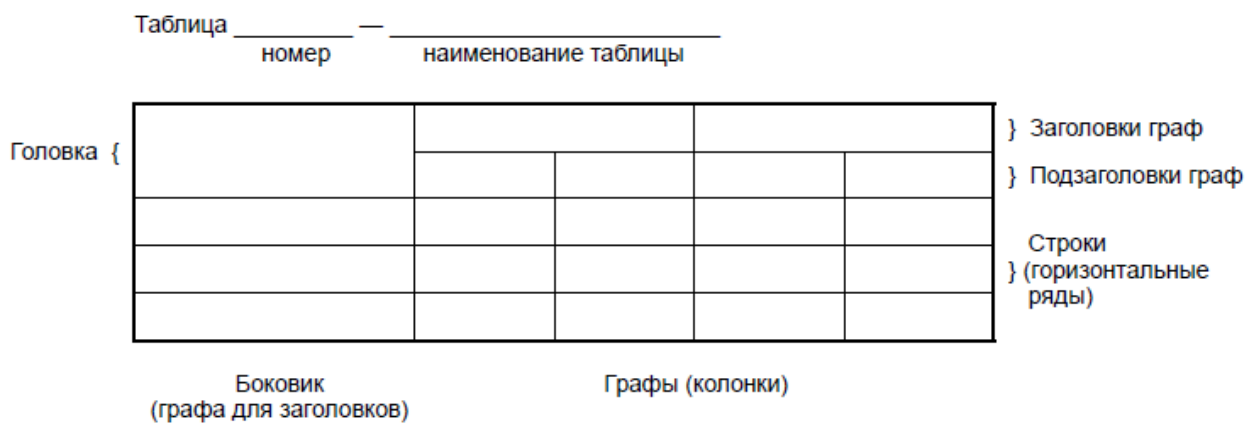 Таблица _________ — _________________________
номер наименование таблицы
} Заголовки граф
Головка {
} Подзаголовки граф
Строки
} (горизонтальные
ряды)
Боковик Графы (колонки)
(графа для заголовков)